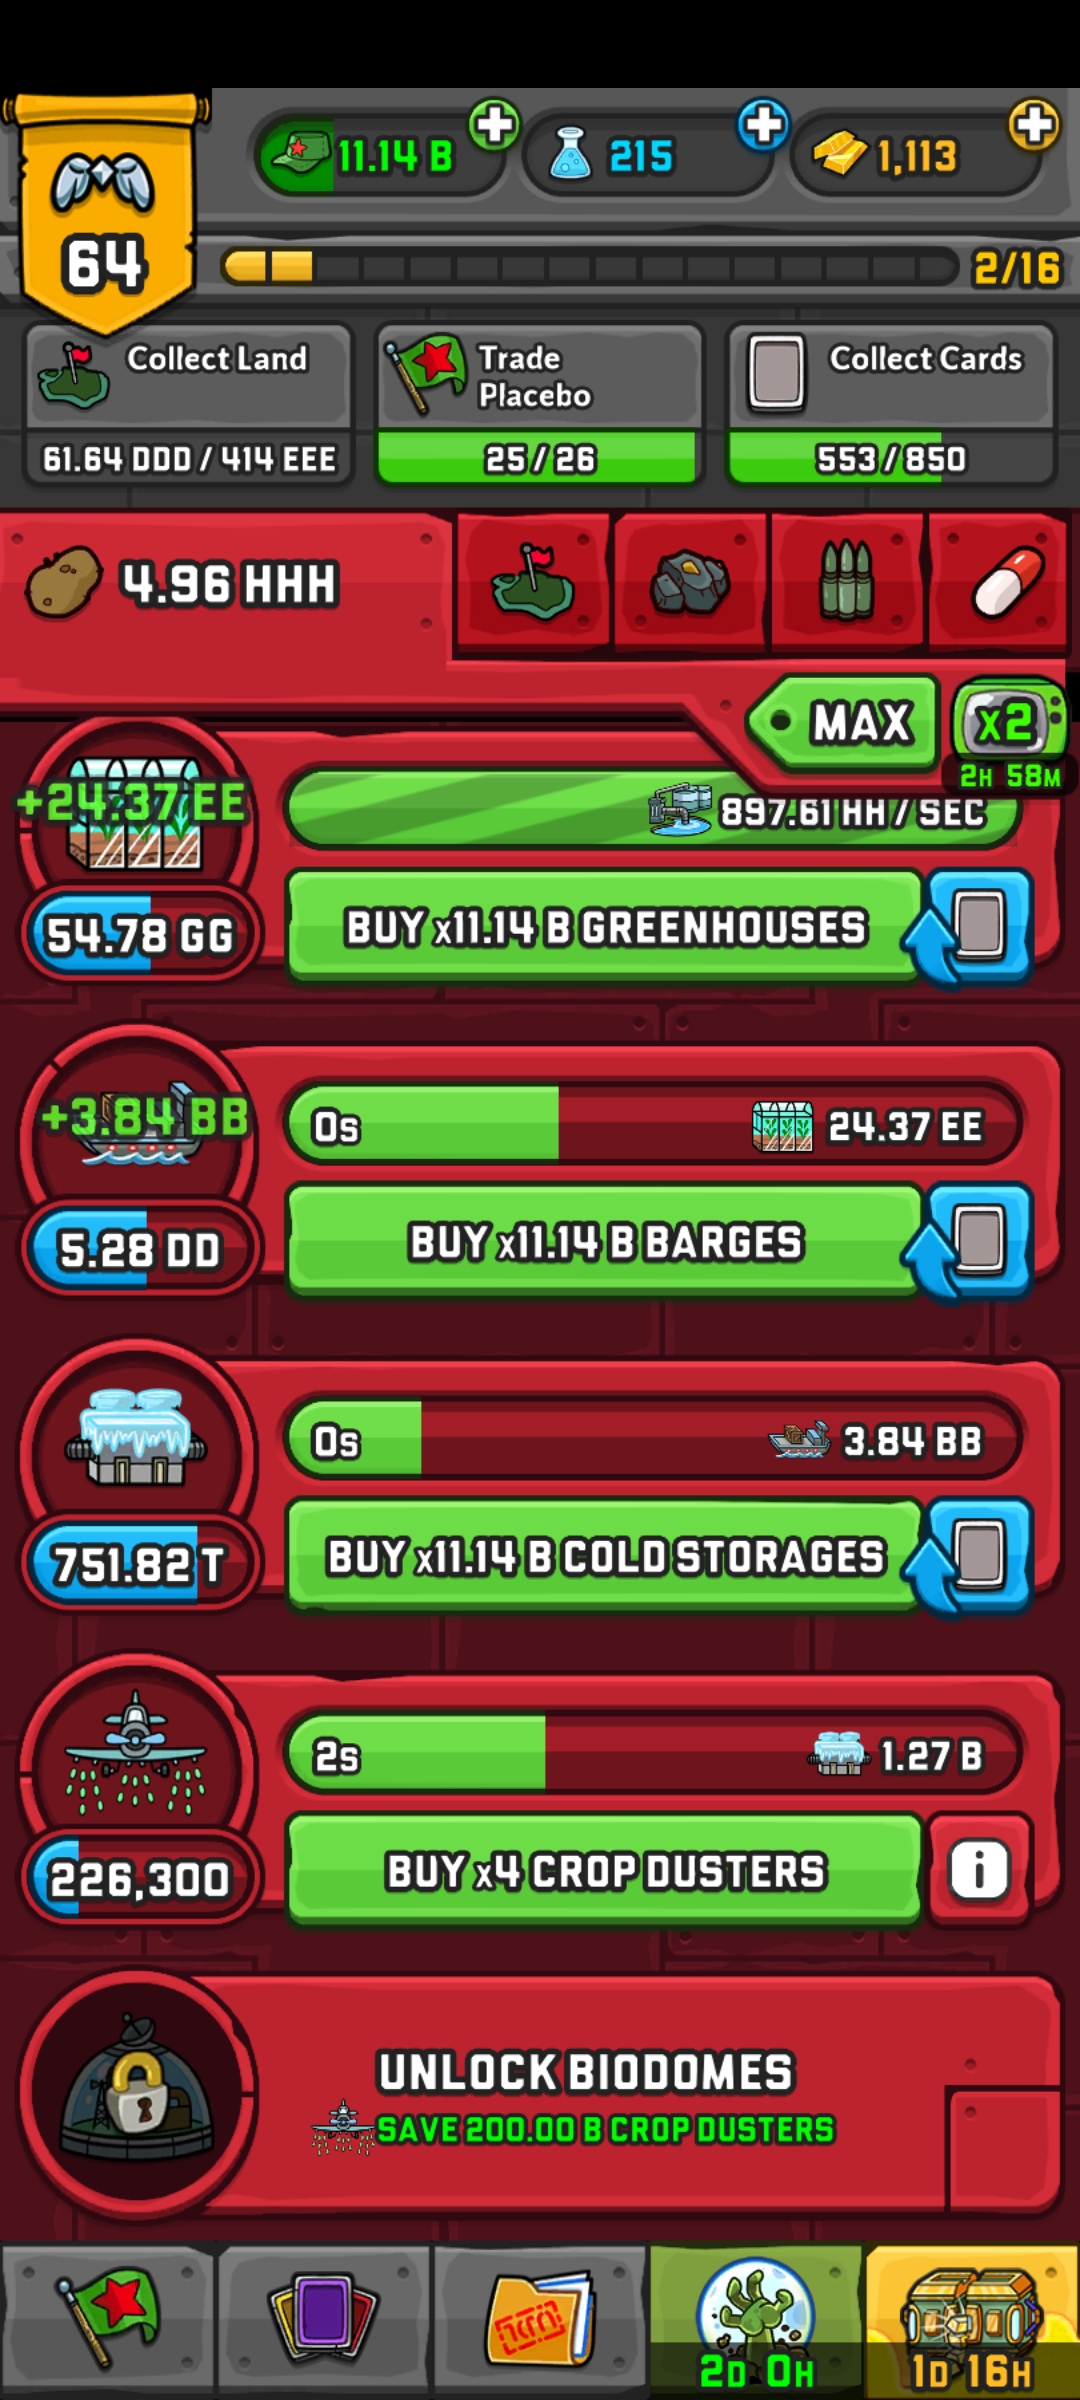 64
11.14 B
215
1,113
2/16
Collect Land
61.64 DDD / 414 EEE
Trade
Placebo
25 / 26
Collect Cards
553 / 850
4.96 HHH
MAX
x2
2H 58M
+24.37 EE
897.61 HH / SEC
54.78 GG
BUY x11.14 B GREENHOUSES
+3.84 BB
0s
24.37 EE
5.28 DD
BUY x11.14 B BARGES
0s
3.84 BB
751.82 T
BUY x11.14 B COLD STORAGES
2s
1.27 B
226,300
BUY x4 CROP DUSTERS
i
UNLOCK BIODOMES
SAVE 200.00 B CROP DUSTERS
2D 0H
1D 16H